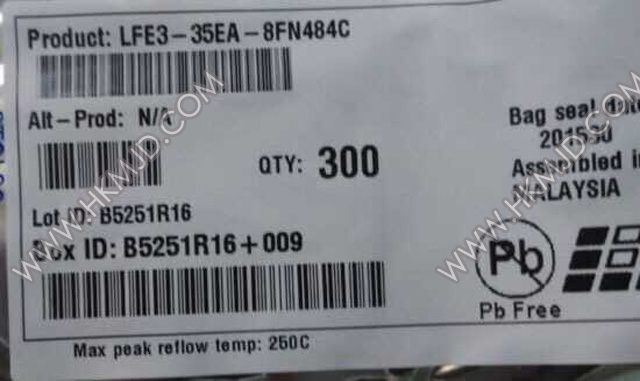 Product: LFE3-35EA-8FN484C
Alt-Prod: N/A
QTY: 300
Bag seal
Assembled in
MALAYSIA
Lot ID: B5251R16
Box ID: B5251R16+009
Pb
Pb Free
Max peak reflow temp: 250C
WWW.HKMJD.COM
WWW.HKMJD.COM